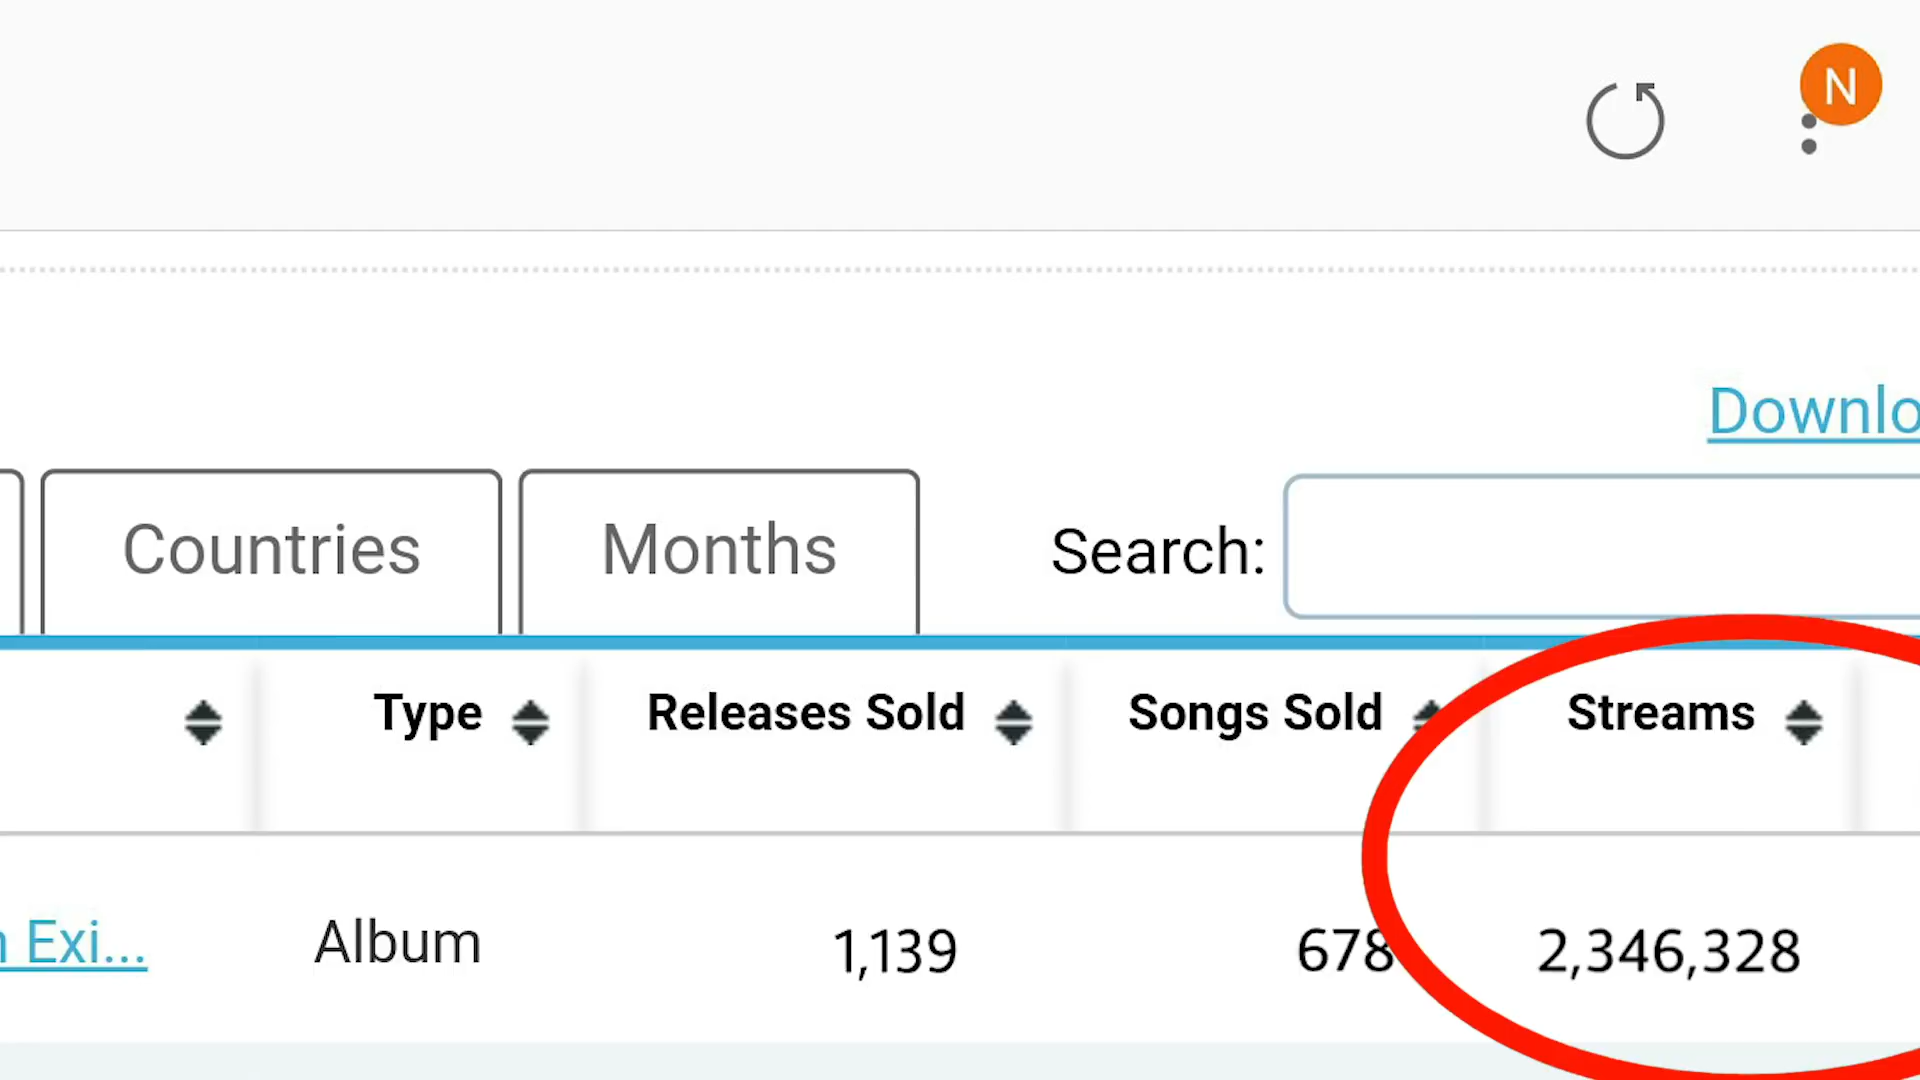 N
Downlo
Countries Months Search:
Type Releases Sold Songs Sold Streams
Exi... Album 1,139 678 2,346,328